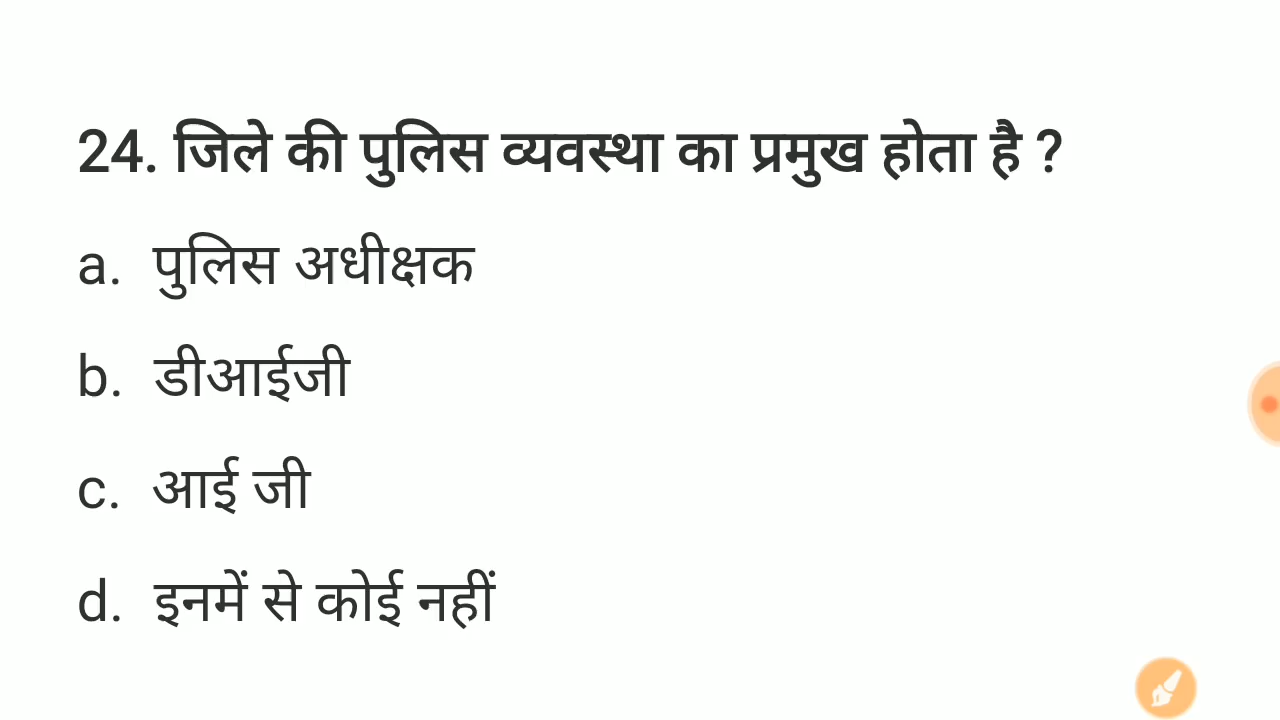 24. जिले की पुलिस व्यवस्था का प्रमुख होता है ?
a. पुलिस अधीक्षक
b. डीआईजी
c. आई जी
d. इनमें से कोई नहीं